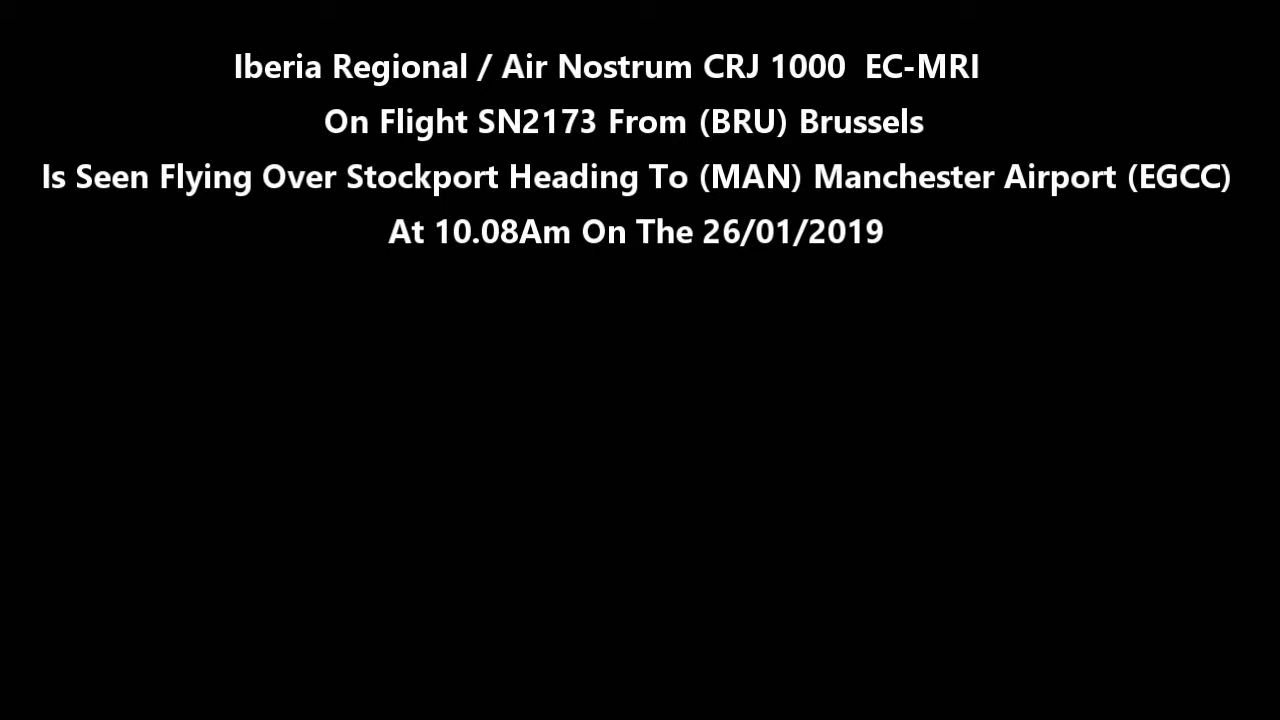 Iberia Regional / Air Nostrum CRJ 1000  EC-MRI
On Flight SN2173 From (BRU) Brussels
Is Seen Flying Over Stockport Heading To (MAN) Manchester Airport (EGCC)
At 10.08Am On The 26/01/2019